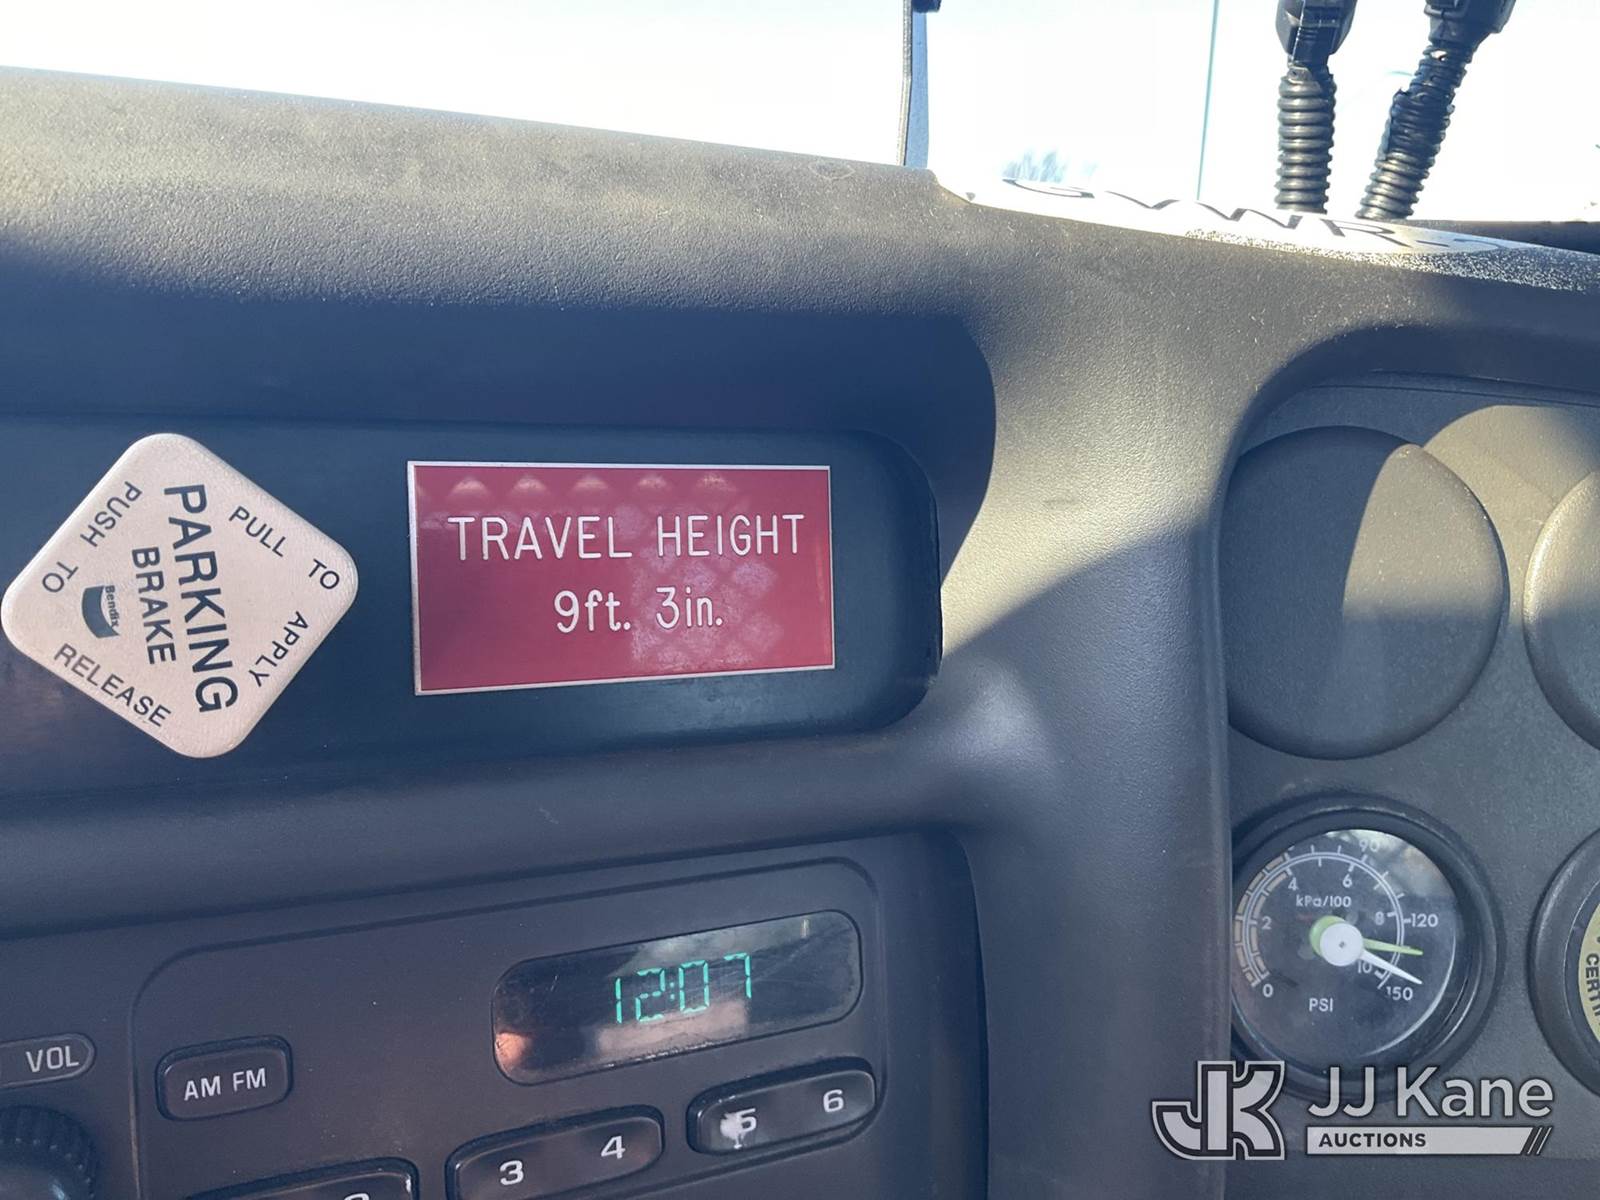 TRAVEL HEIGHT
9ft. 3in.
PULL TO APPLY
PARKING
BRAKE
Bendix
PUSH TO RELEASE
12:07
VOL
AM FM
3 4
5 6
90
4 6
kPa/100
2 8 120
10
0 150
PSI
JK JJ Kane
AUCTIONS